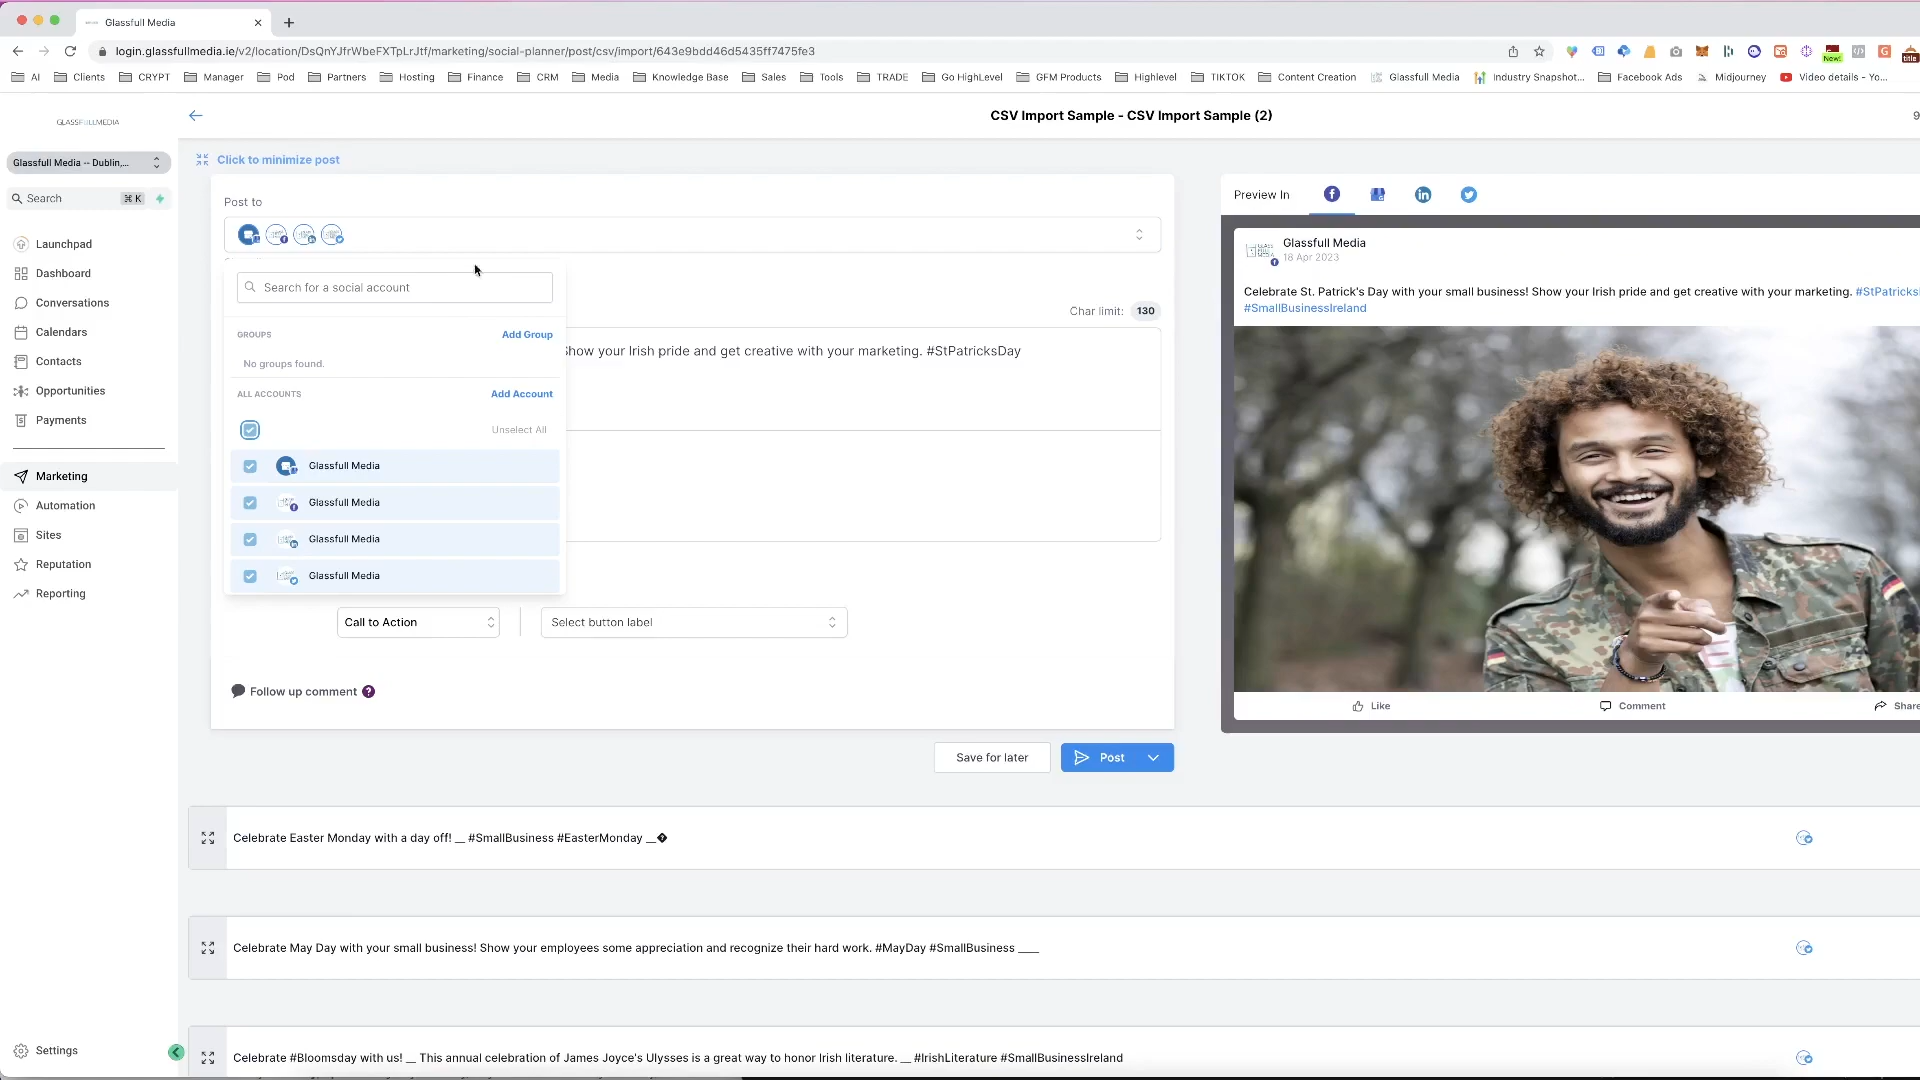 Glassfull Media
login.glassfullmedia.ie/v2/location/DsQnYJfrWbeFXTpLrJtf/marketing/social-planner/post/csv/import/643e9bdd46d5435ff7475fe3
New!
title
AI Clients CRYPT Manager Pod Partners Hosting Finance CRM Media Knowledge Base Sales Tools TRADE Go HighLevel GFM Products Highlevel TIKTOK Content Creation Glassfull Media Industry Snapshot... Facebook Ads Midjourney Video details - Yo...
GLASSFULLMEDIA
CSV Import Sample - CSV Import Sample (2)
9
Glassfull Media -- Dublin,...
Search ⌘ K
Launchpad
Dashboard
Conversations
Calendars
Contacts
Opportunities
Payments
Marketing
Automation
Sites
Reputation
Reporting
Settings
Click to minimize post
Post to
Search for a social account
GROUPS Add Group
No groups found.
ALL ACCOUNTS Add Account
Unselect All
Glassfull Media
Glassfull Media
Glassfull Media
Glassfull Media
Char limit: 130
Show your Irish pride and get creative with your marketing. #StPatricksDay
Call to Action Select button label
Follow up comment ?
Save for later Post
Preview In
Glassfull Media
18 Apr 2023
Celebrate St. Patrick's Day with your small business! Show your Irish pride and get creative with your marketing. #StPatricks
#SmallBusinessIreland
Like Comment Share
Celebrate Easter Monday with a day off! __ #SmallBusiness #EasterMonday __�
Celebrate May Day with your small business! Show your employees some appreciation and recognize their hard work. #MayDay #SmallBusiness ____
Celebrate #Bloomsday with us! __ This annual celebration of James Joyce's Ulysses is a great way to honor Irish literature. __ #IrishLiterature #SmallBusinessIreland